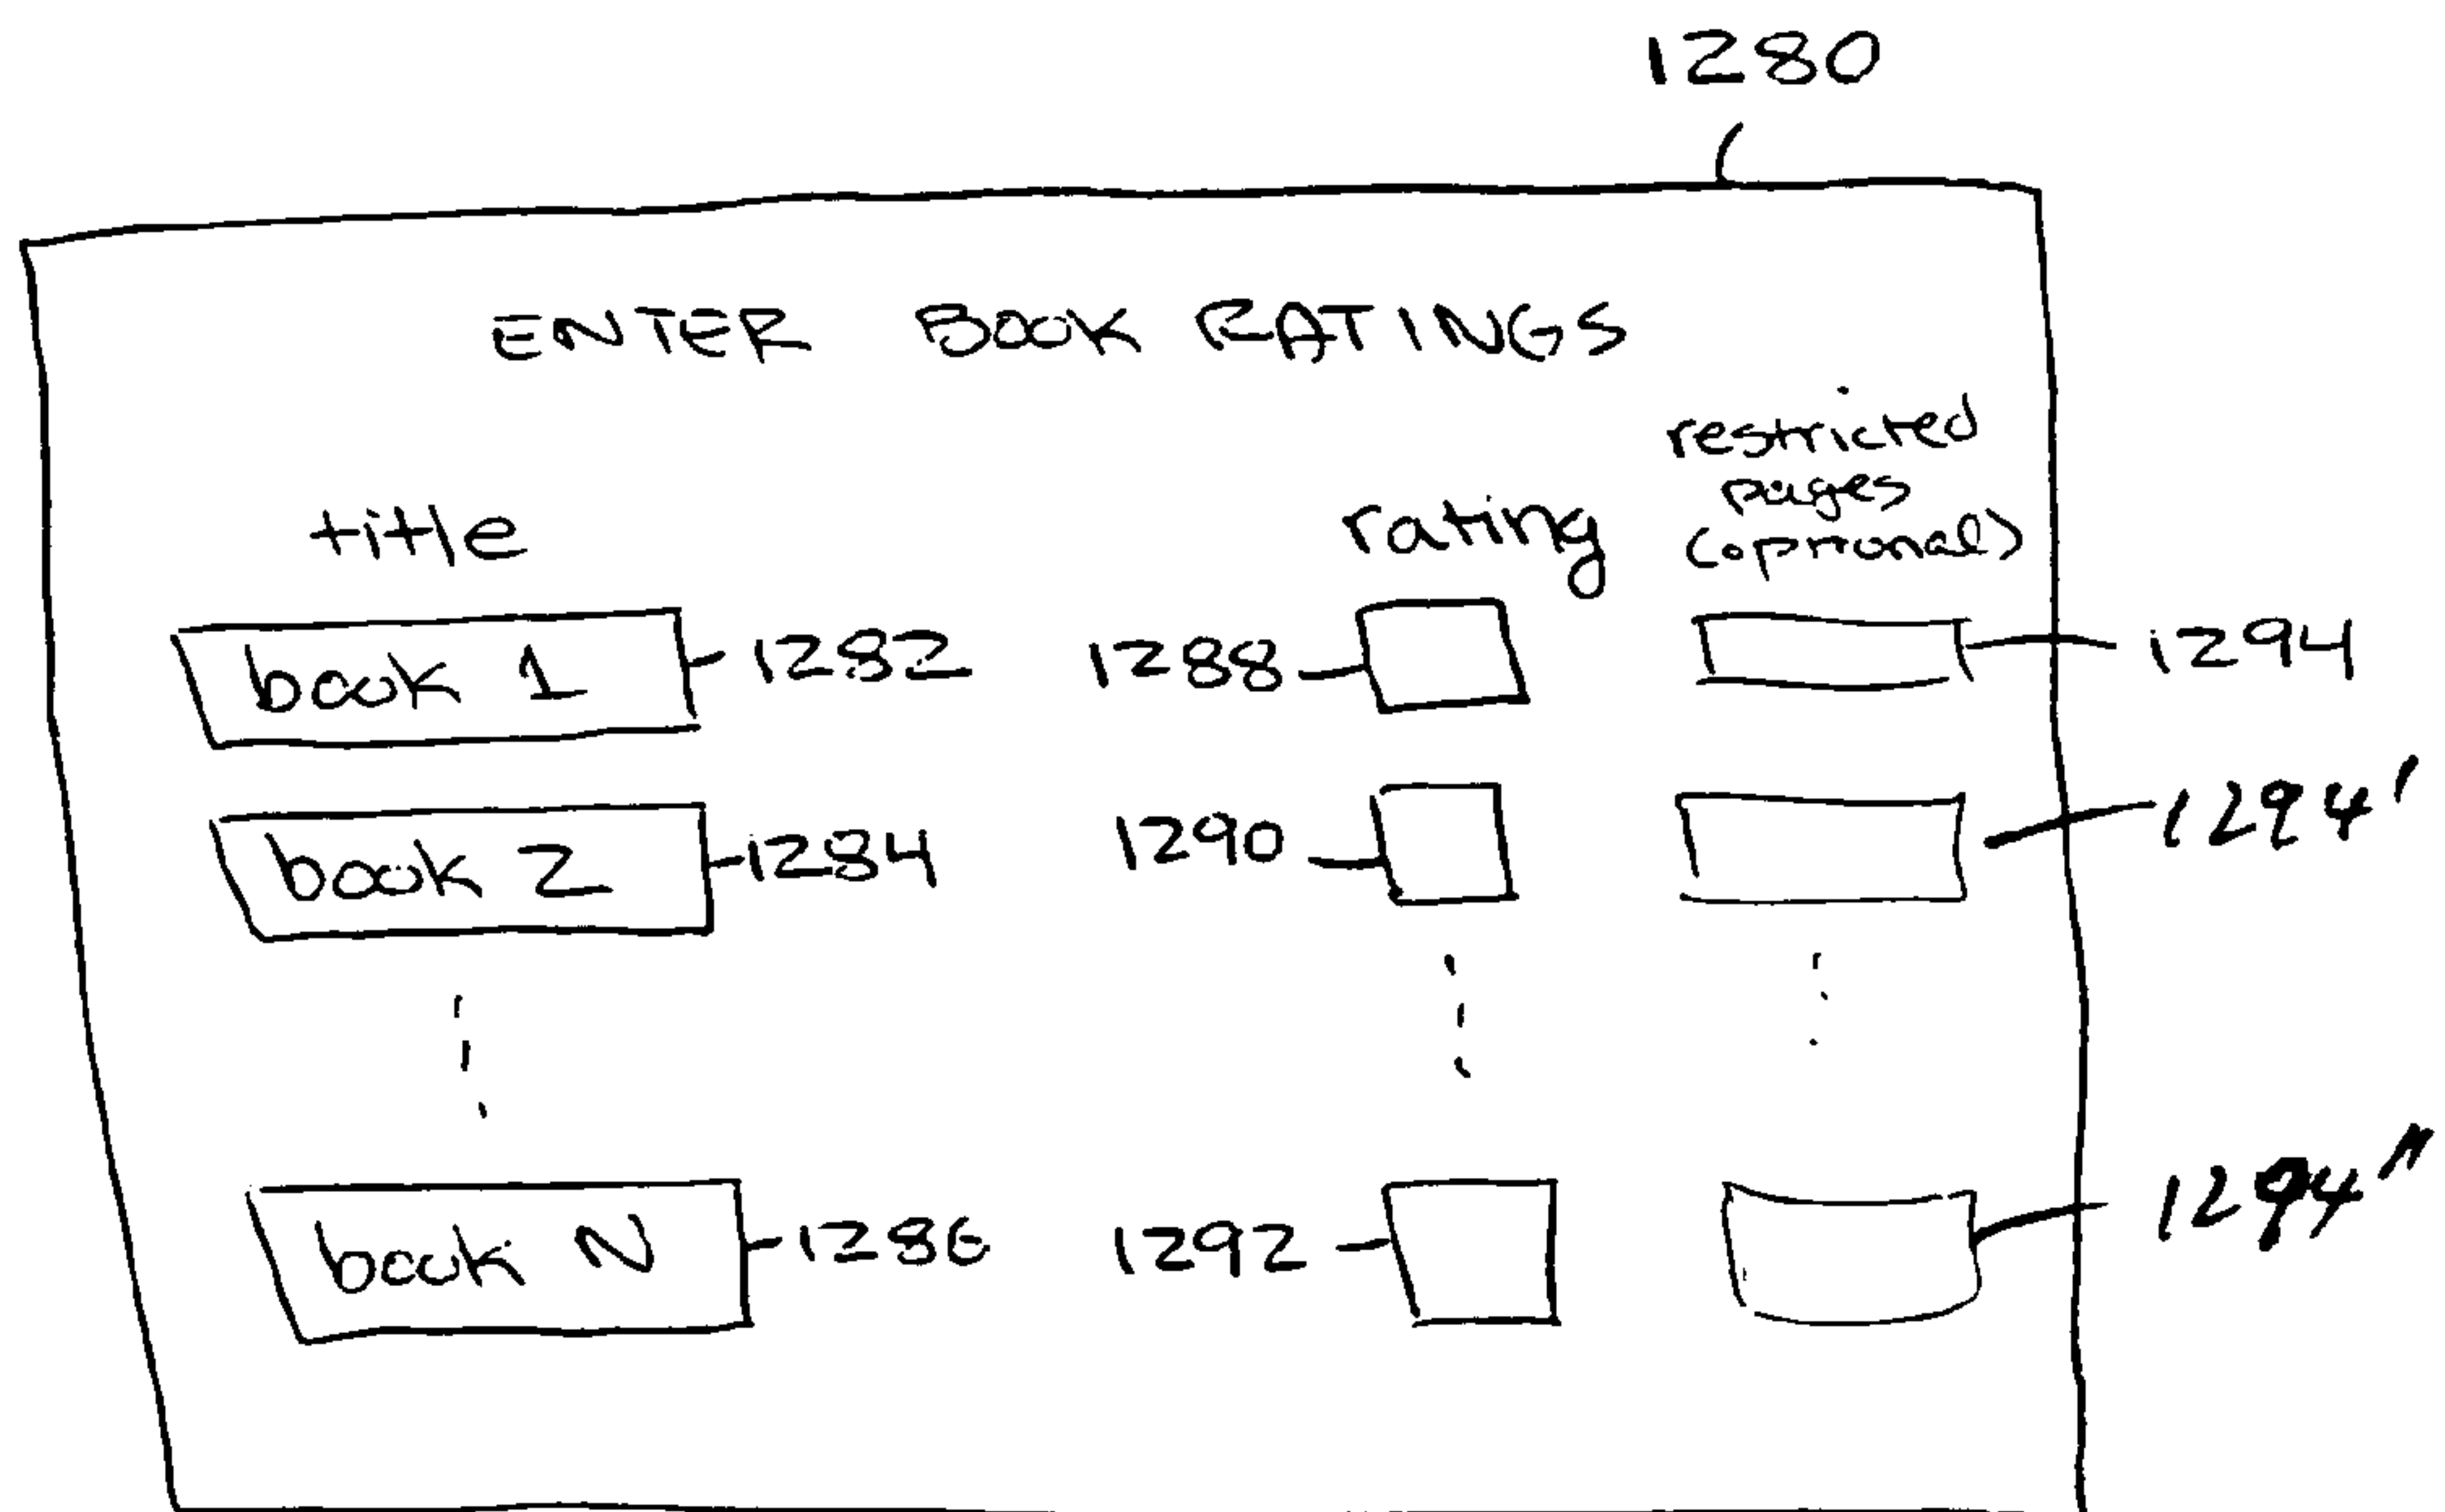 1280
ENTER BOOK RATINGS
restricted
pages
(optional)
title
rating
book 1
1282
1288
1294
book 2
1284
1290
1294'
book N
1286
1292
1294"